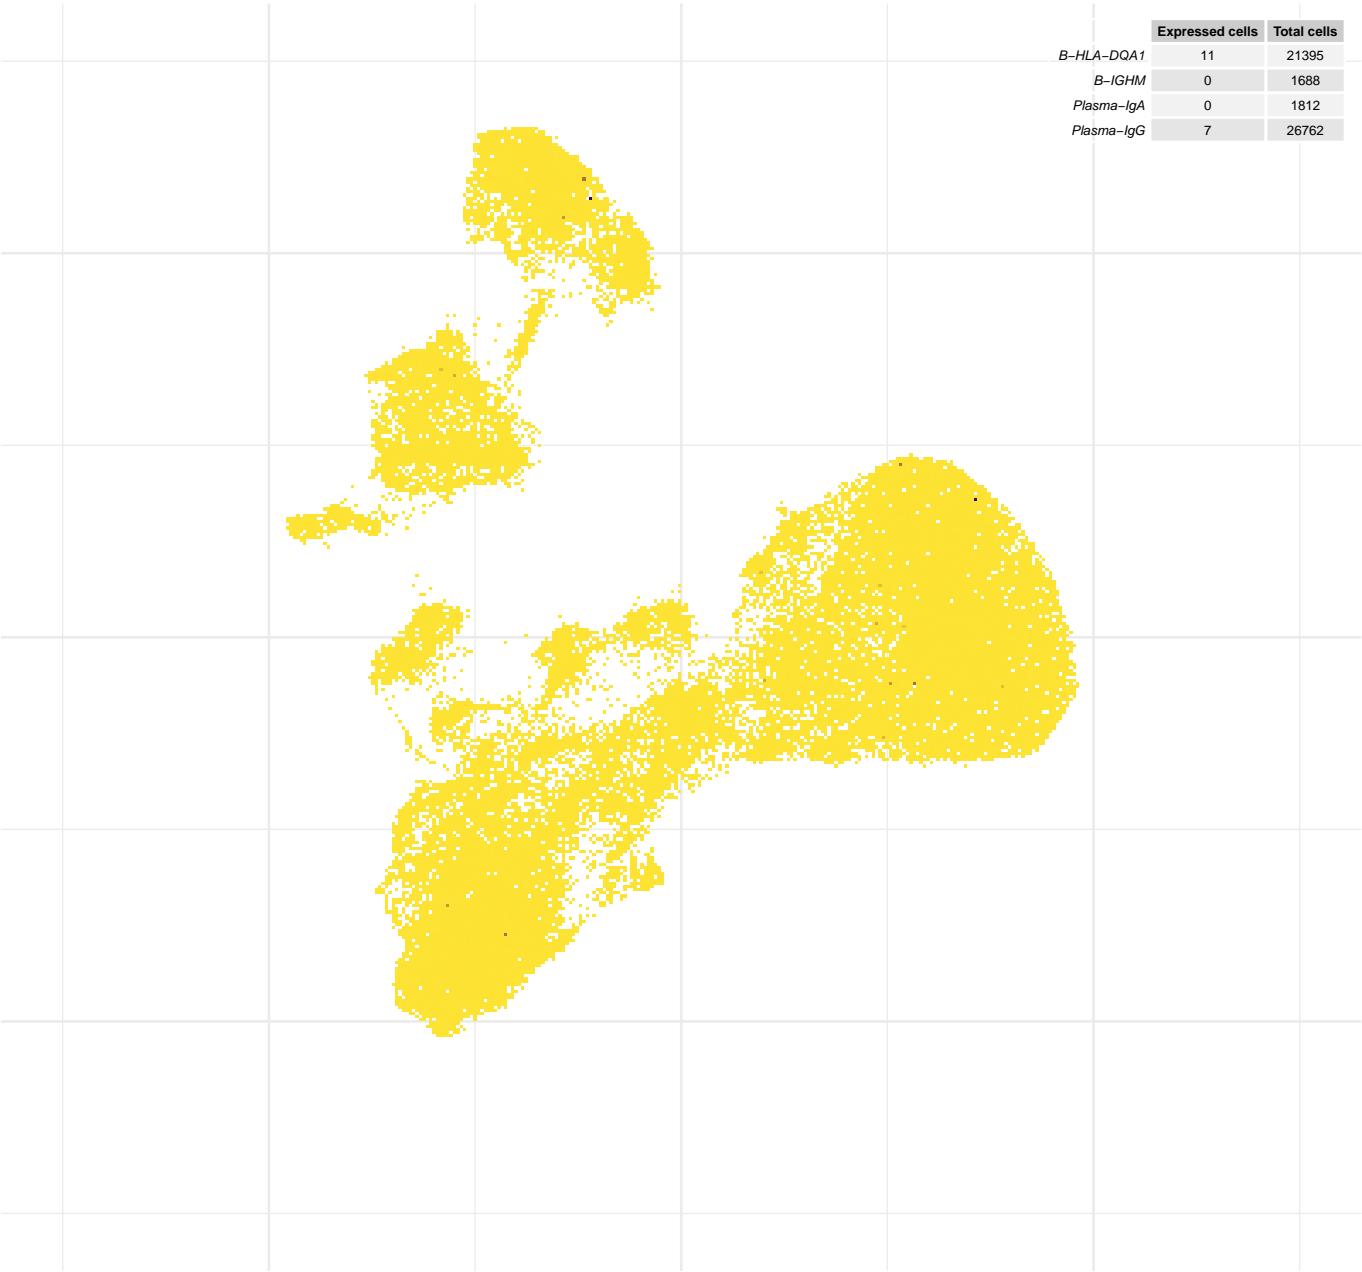 Expressed cells Total cells
B−HLA−DQA1 11 21395
B−IGHM 0 1688
Plasma−IgA 0 1812
Plasma−IgG 7 26762